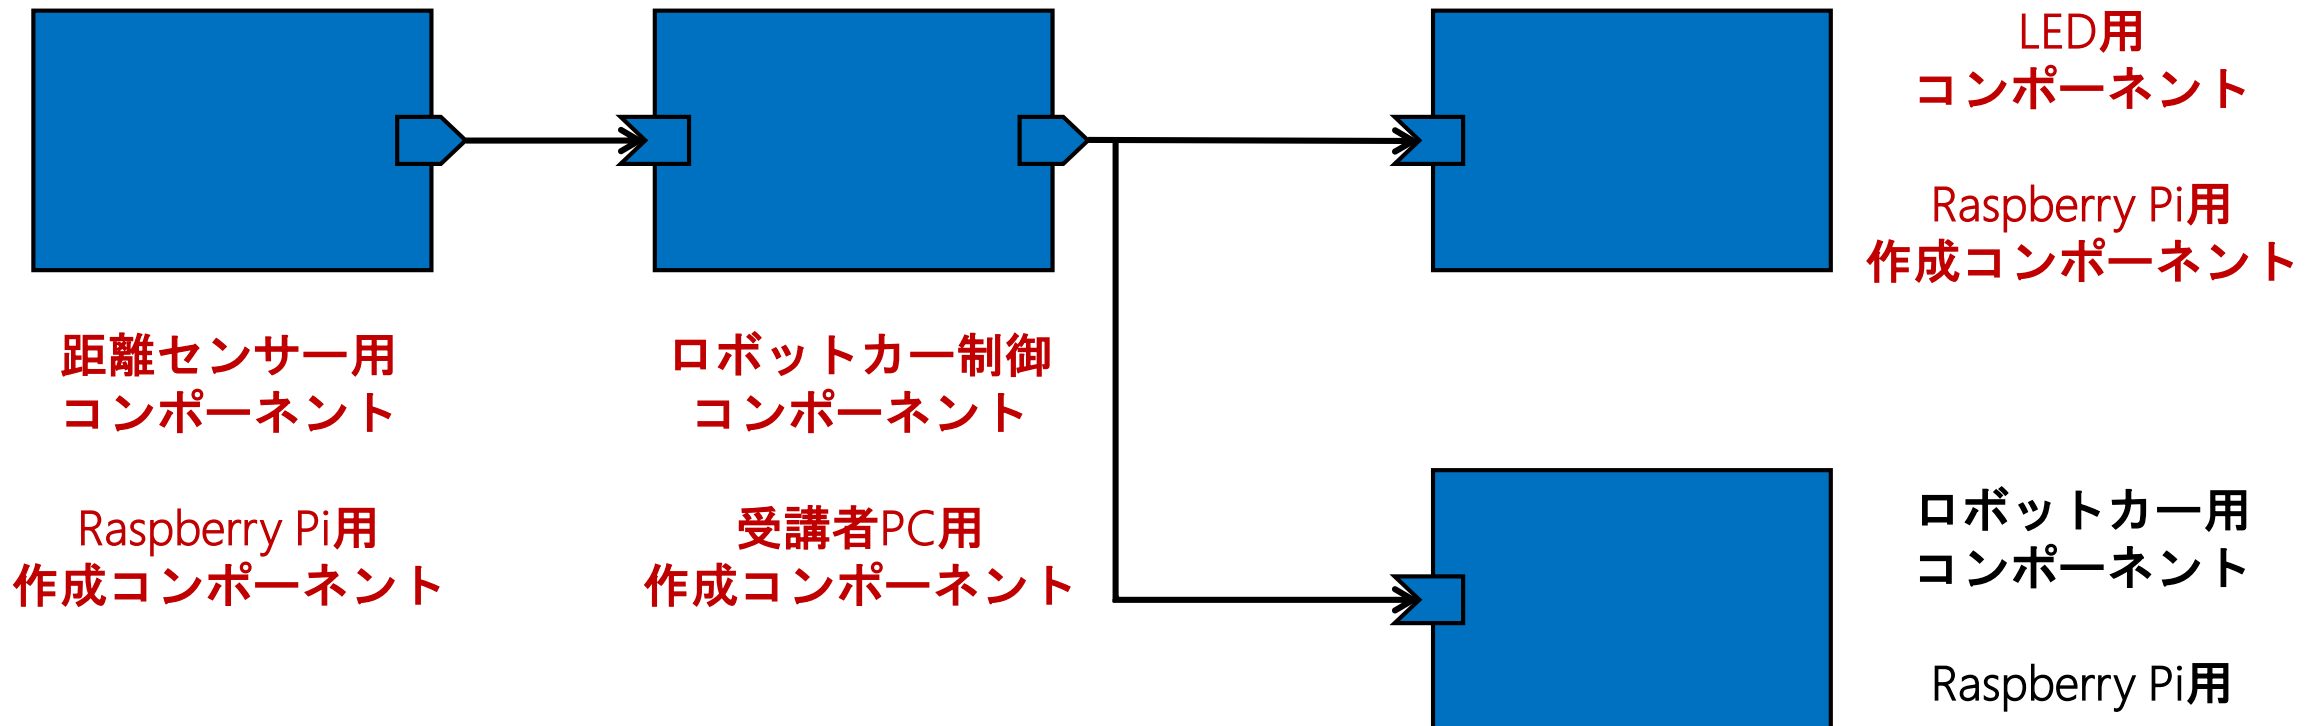 距離センサー用
コンポーネント
Raspberry Pi用
作成コンポーネント
ロボットカー制御
コンポーネント
受講者PC用
作成コンポーネント
LED用
コンポーネント
Raspberry Pi用
作成コンポーネント
ロボットカー用
コンポーネント
Raspberry Pi用